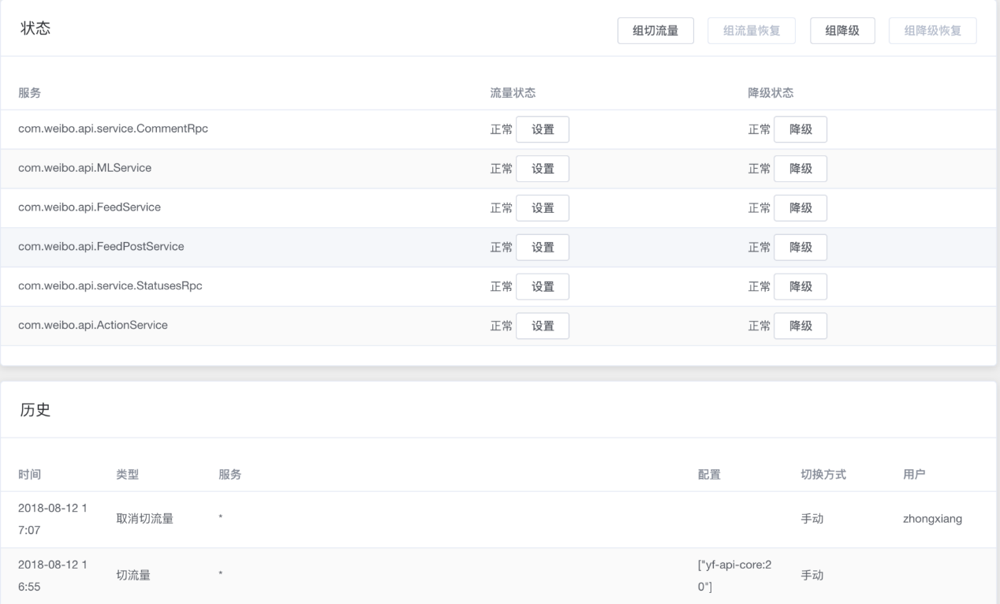 状态 组切流量 组流量恢复 组降级 组降级恢复
服务 流量状态 降级状态
com.weibo.api.service.CommentRpc 正常 设置 正常 降级
com.weibo.api.MLService 正常 设置 正常 降级
com.weibo.api.FeedService 正常 设置 正常 降级
com.weibo.api.FeedPostService 正常 设置 正常 降级
com.weibo.api.service.StatusesRpc 正常 设置 正常 降级
com.weibo.api.ActionService 正常 设置 正常 降级
历史
时间 类型 服务 配置 切换方式 用户
2018-08-12 1
7:07 取消切流量 * 手动 zhongxiang
2018-08-12 1
6:55 切流量 * ["yf-api-core:2
0"] 手动